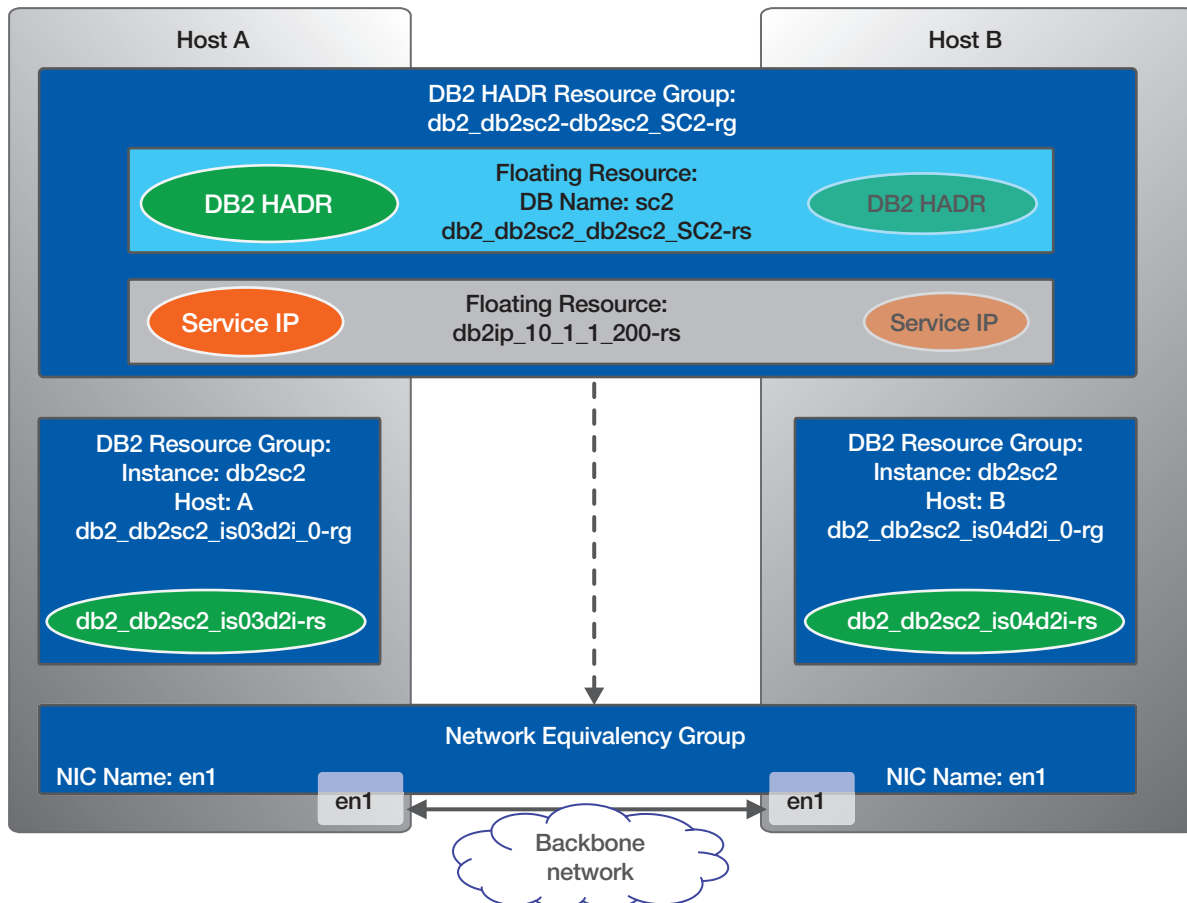 Host A
Host B
DB2 HADR Resource Group:
db2_db2sc2-db2sc2_SC2-rg
DB2 HADR
Floating Resource:
DB Name: sc2
db2_db2sc2_db2sc2_SC2-rs
DB2 HADR
Service IP
Floating Resource:
db2ip_10_1_1_200-rs
Service IP
DB2 Resource Group:
Instance: db2sc2
Host: A
db2_db2sc2_is03d2i_0-rg
db2_db2sc2_is03d2i-rs
DB2 Resource Group:
Instance: db2sc2
Host: B
db2_db2sc2_is04d2i_0-rg
db2_db2sc2_is04d2i-rs
Network Equivalency Group
NIC Name: en1
NIC Name: en1
en1
en1
Backbone
network